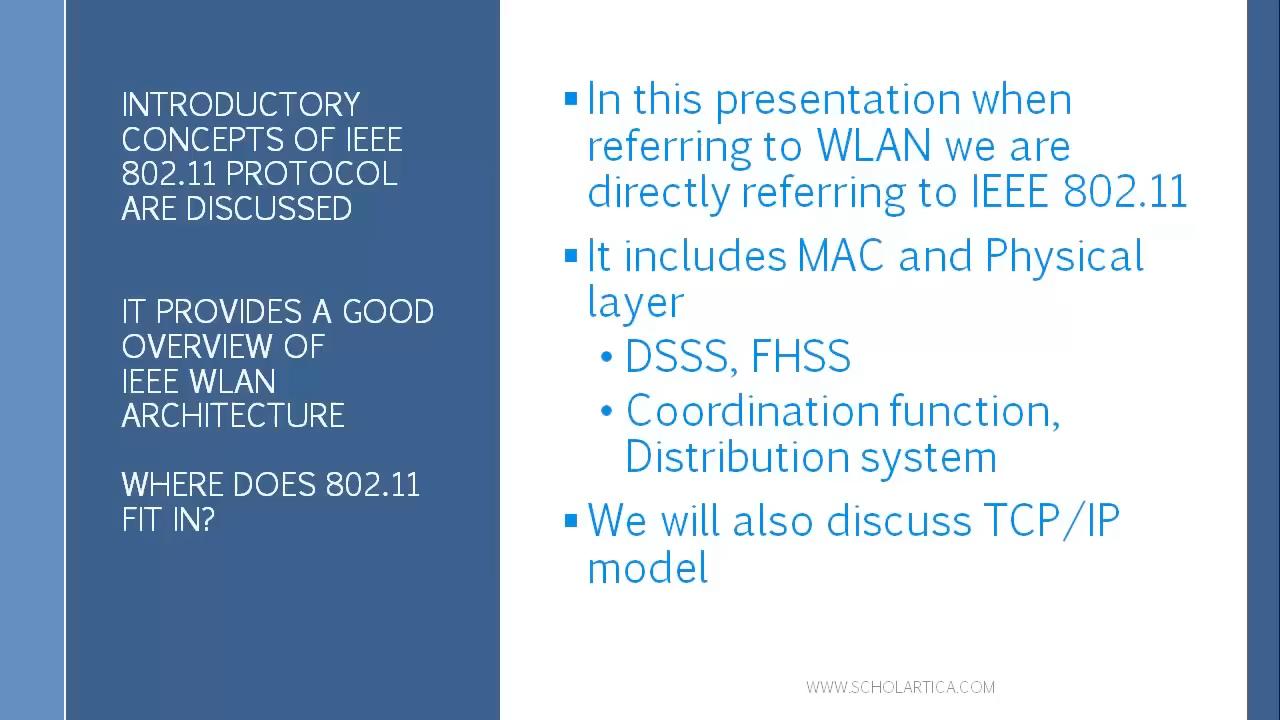 INTRODUCTORY
CONCEPTS OF IEEE
802.11 PROTOCOL
ARE DISCUSSED
IT PROVIDES A GOOD
OVERVIEW OF
IEEE WLAN
ARCHITECTURE
WHERE DOES 802.11
FIT IN?
▪ In this presentation when
referring to WLAN we are
directly referring to IEEE 802.11
▪ It includes MAC and Physical
layer
• DSSS, FHSS
• Coordination function,
Distribution system
▪ We will also discuss TCP/IP
model
WWW.SCHOLARTICA.COM